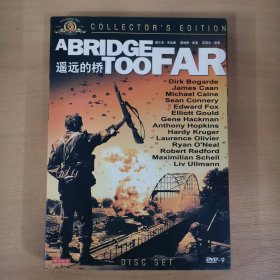 COLLECTOR'S EDITION
A BRIDGE
TOO FAR
遥远的桥
Dirk Bogarde
James Caan
Michael Caine
Sean Connery
Edward Fox
Elliott Gould
Gene Hackman
Anthony Hopkins
Hardy Kruger
Laurence Olivier
Ryan O'Neal
Robert Redford
Maximilian Schell
Liv Ullmann
DISC SET
DVD-9